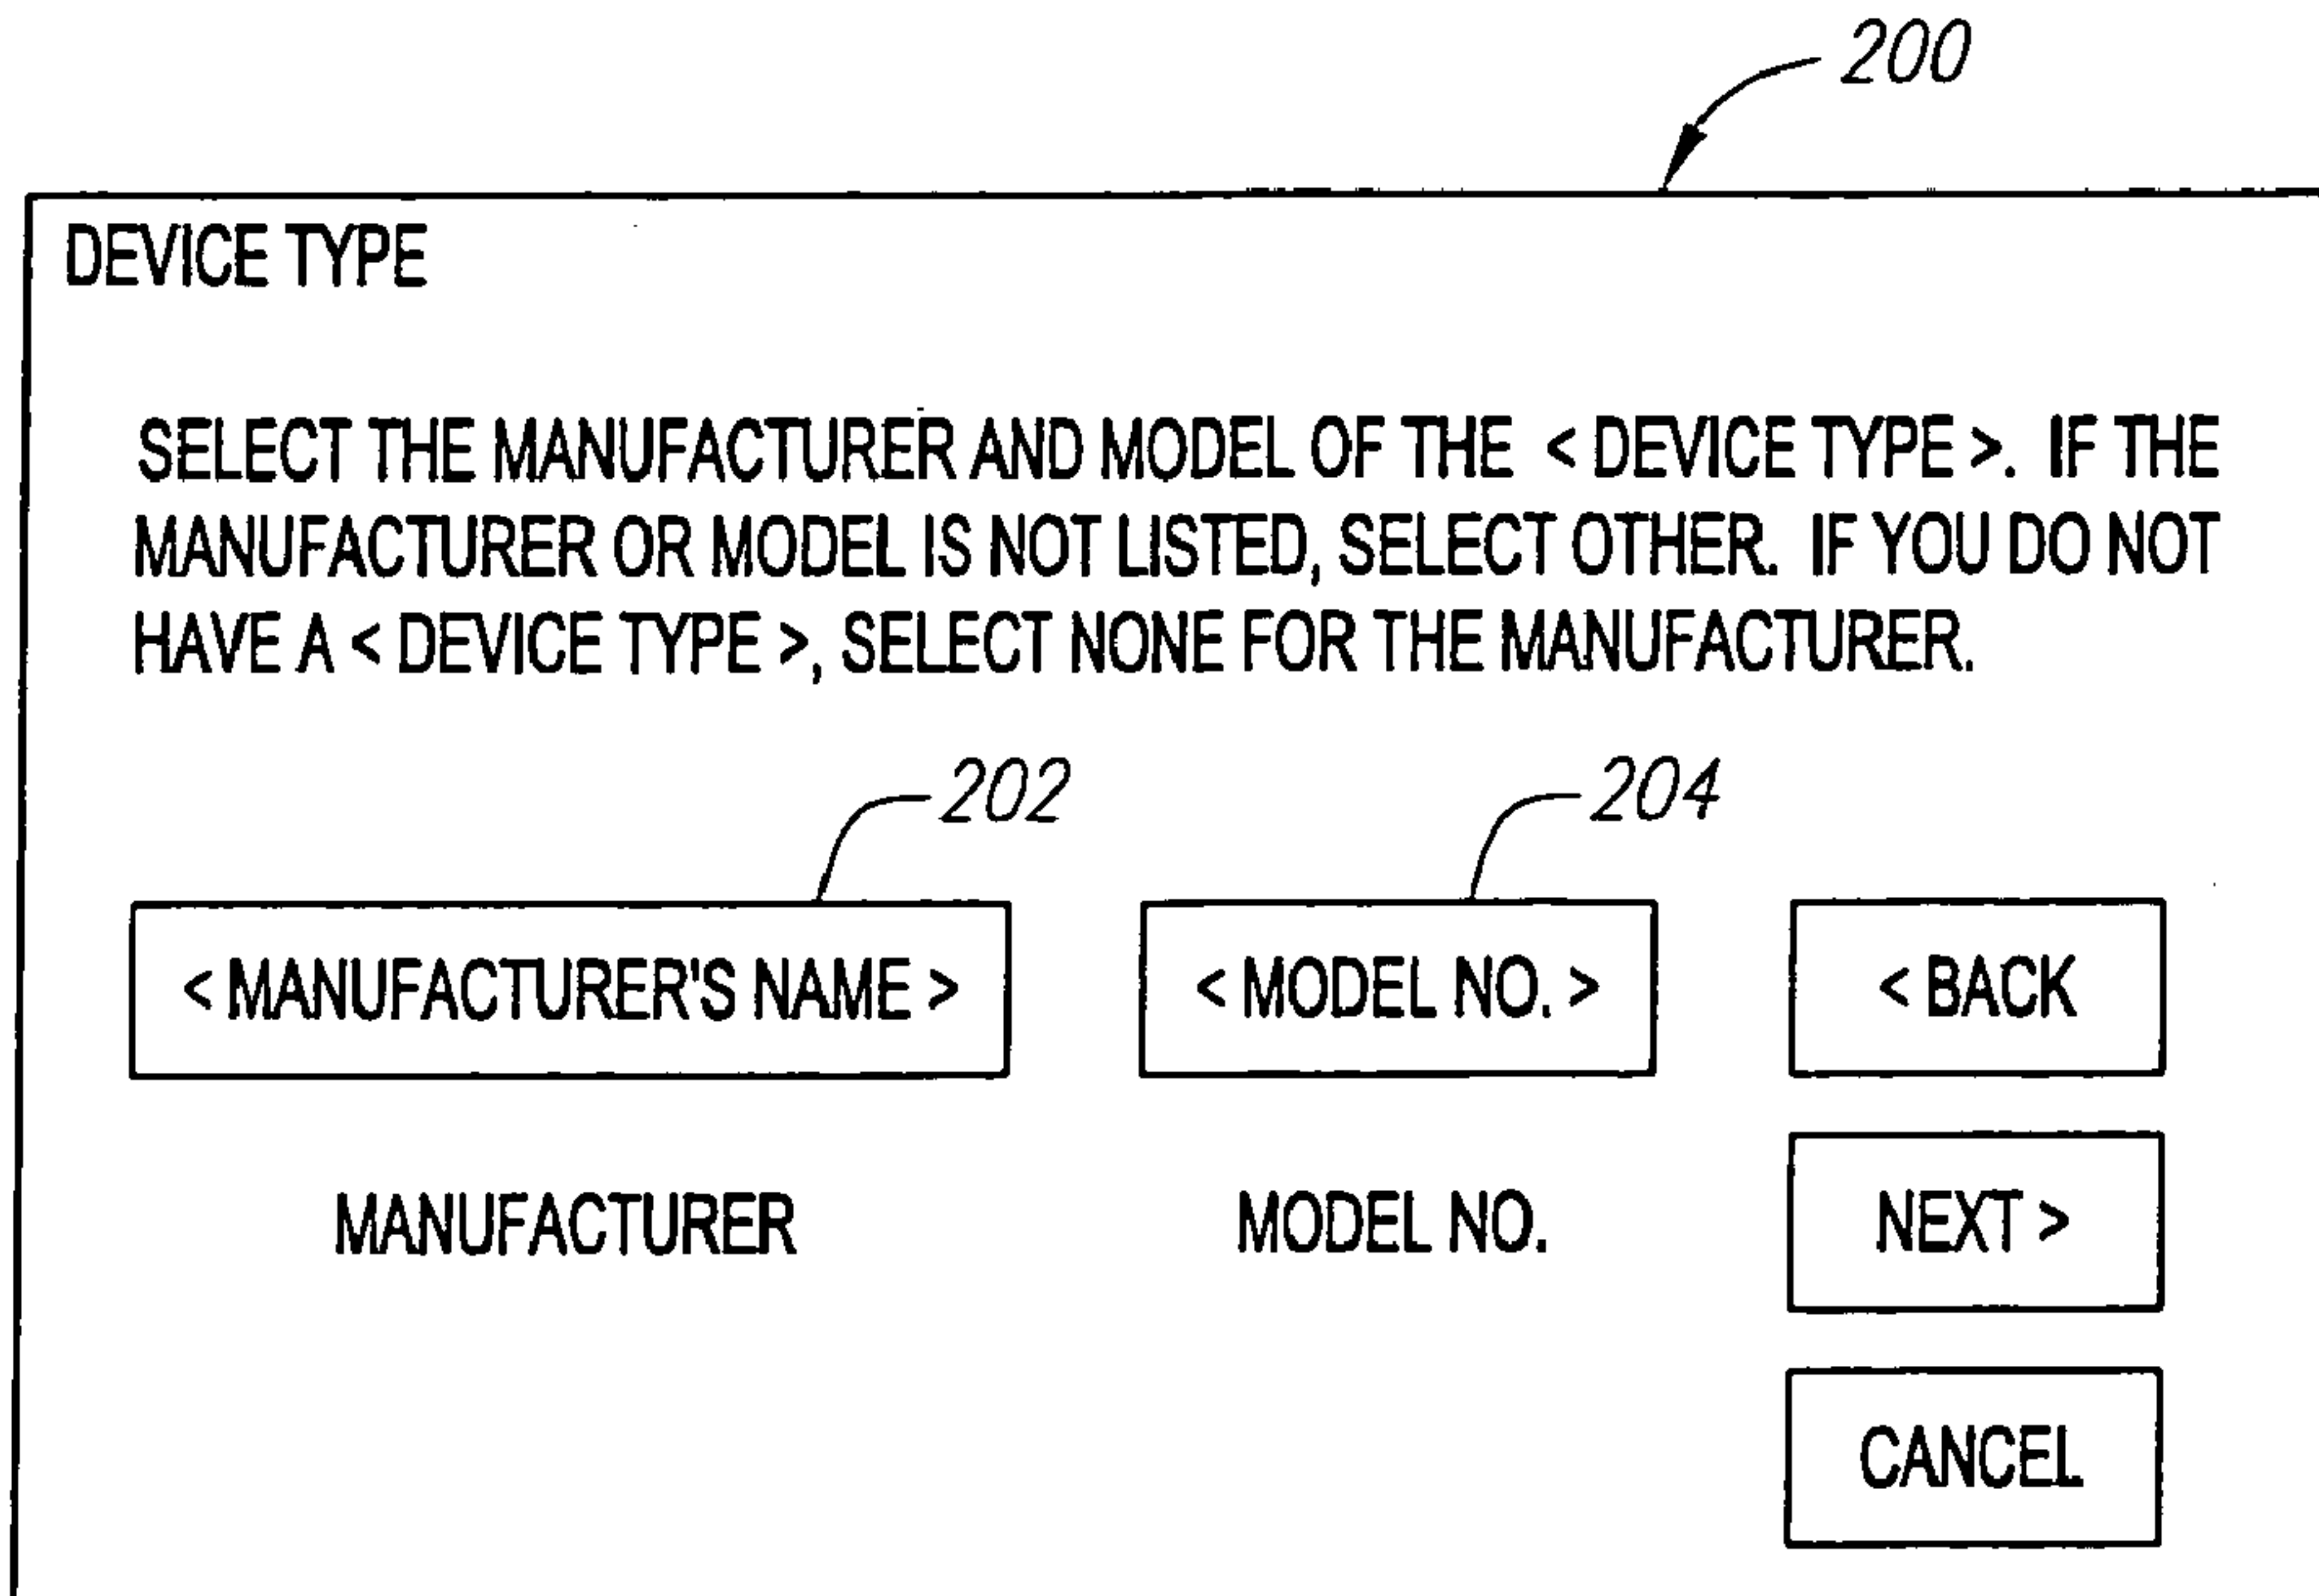 200
DEVICE TYPE
SELECT THE MANUFACTURER AND MODEL OF THE < DEVICE TYPE >. IF THE
MANUFACTURER OR MODEL IS NOT LISTED, SELECT OTHER. IF YOU DO NOT
HAVE A < DEVICE TYPE >, SELECT NONE FOR THE MANUFACTURER.
202 204
< MANUFACTURER'S NAME > < MODEL NO. > < BACK
MANUFACTURER MODEL NO. NEXT >
CANCEL